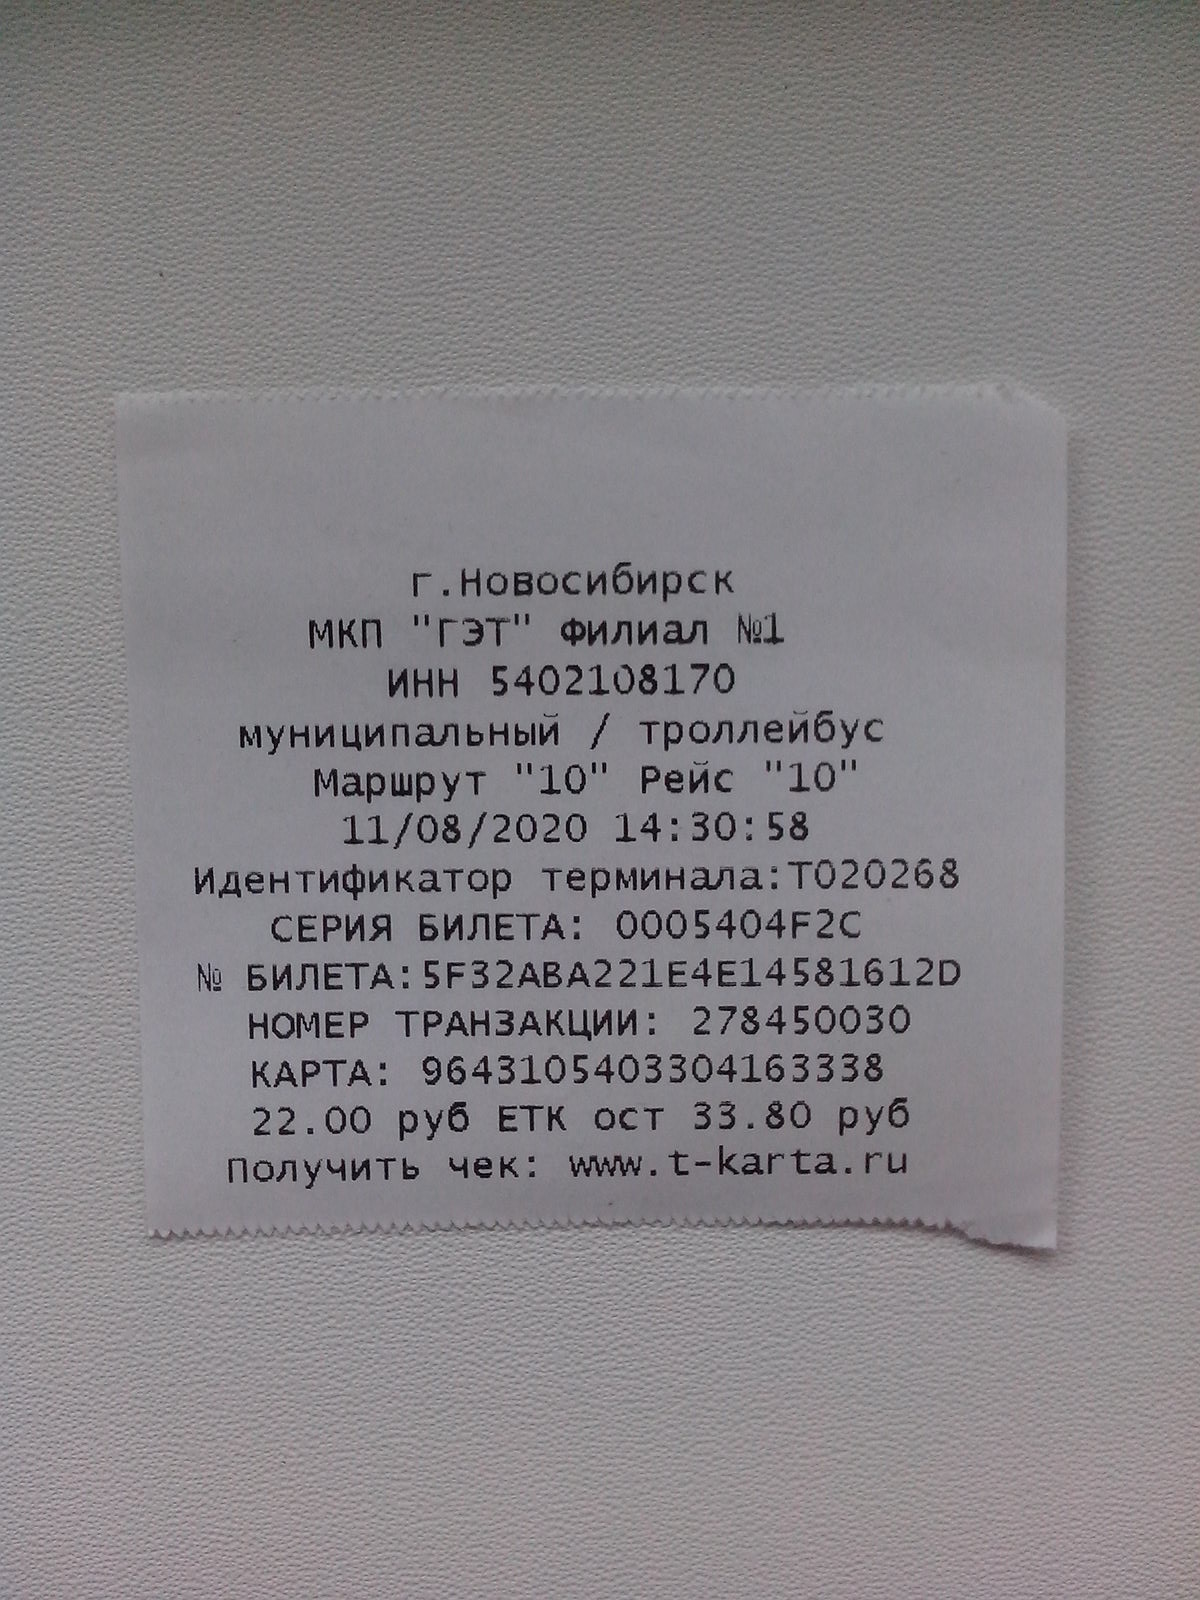 г.Новосибирск
МКП "ГЭТ" Филиал №1
ИНН 5402108170
муниципальный / троллейбус
Маршрут "10" Рейс "10"
11/08/2020 14:30:58
Идентификатор терминала:T020268
СЕРИЯ БИЛЕТА: 0005404F2C
№ БИЛЕТА:5F32ABA221E4E14581612D
НОМЕР ТРАНЗАКЦИИ: 278450030
КАРТА: 9643105403304163338
22.00 руб ЕТК ост 33.80 руб
Получить чек: www.t-karta.ru